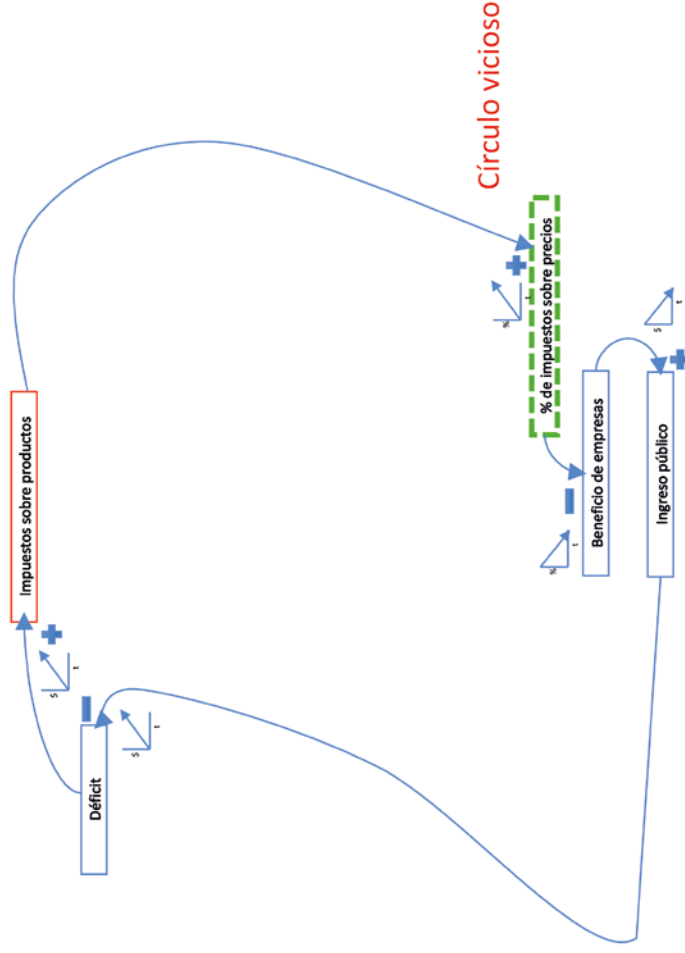 Círculo vicioso
Impuestos sobre productos
+
$
t
Déficit
−
$
t
% de impuestos sobre precios
+
%
t
Beneficio de empresas
−
%
t
Ingreso público
+
$
t